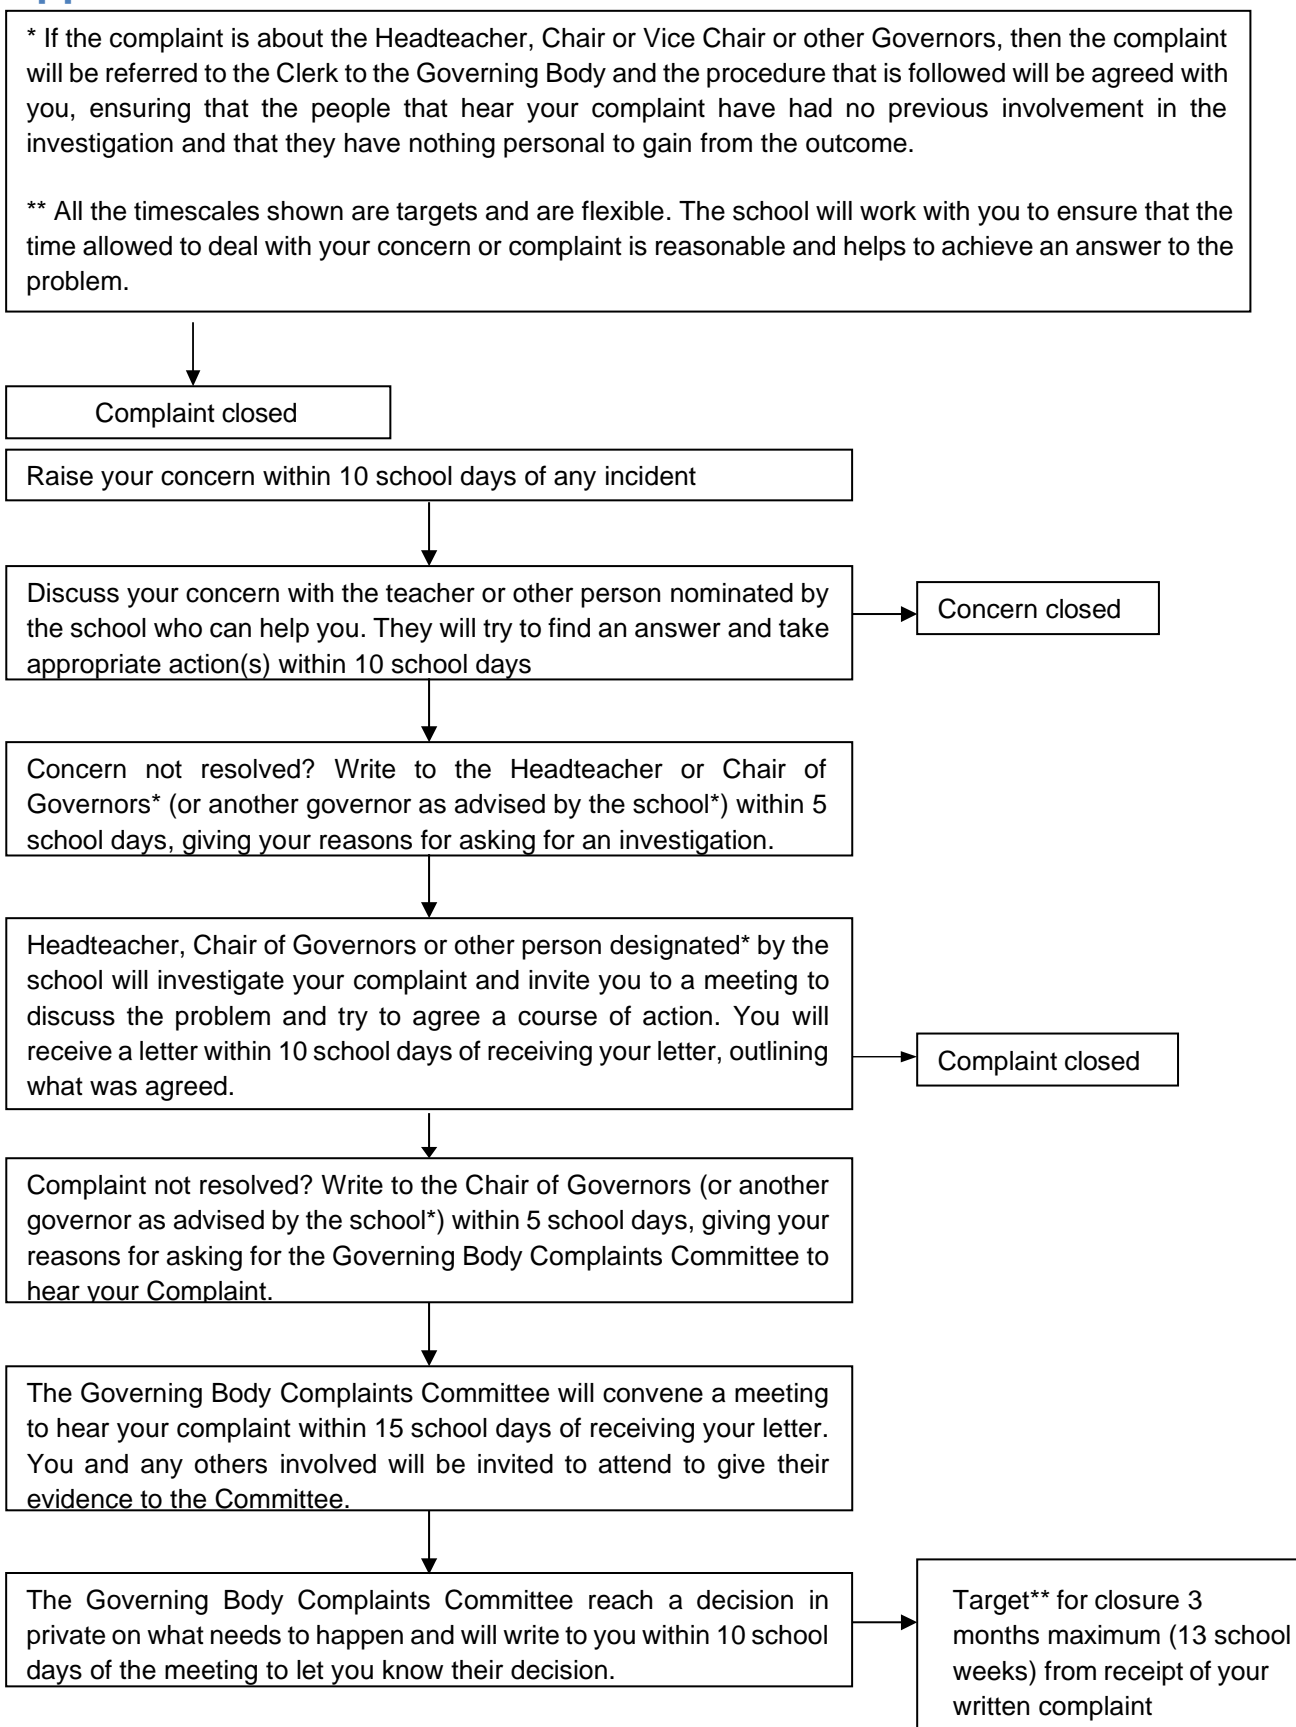 * If the complaint is about the Headteacher, Chair or Vice Chair or other Governors, then the complaint
will be referred to the Clerk to the Governing Body and the procedure that is followed will be agreed with
you, ensuring that the people that hear your complaint have had no previous involvement in the
investigation and that they have nothing personal to gain from the outcome.
** All the timescales shown are targets and are flexible. The school will work with you to ensure that the
time allowed to deal with your concern or complaint is reasonable and helps to achieve an answer to the
problem.
Complaint closed
Raise your concern within 10 school days of any incident
Discuss your concern with the teacher or other person nominated by
the school who can help you. They will try to find an answer and take
appropriate action(s) within 10 school days
Concern closed
Concern not resolved? Write to the Headteacher or Chair of
Governors* (or another governor as advised by the school*) within 5
school days, giving your reasons for asking for an investigation.
Headteacher, Chair of Governors or other person designated* by the
school will investigate your complaint and invite you to a meeting to
discuss the problem and try to agree a course of action. You will
receive a letter within 10 school days of receiving your letter, outlining
what was agreed.
Complaint closed
Complaint not resolved? Write to the Chair of Governors (or another
governor as advised by the school*) within 5 school days, giving your
reasons for asking for the Governing Body Complaints Committee to
hear your Complaint.
The Governing Body Complaints Committee will convene a meeting
to hear your complaint within 15 school days of receiving your letter.
You and any others involved will be invited to attend to give their
evidence to the Committee.
The Governing Body Complaints Committee reach a decision in
private on what needs to happen and will write to you within 10 school
days of the meeting to let you know their decision.
Target** for closure 3
months maximum (13 school
weeks) from receipt of your
written complaint